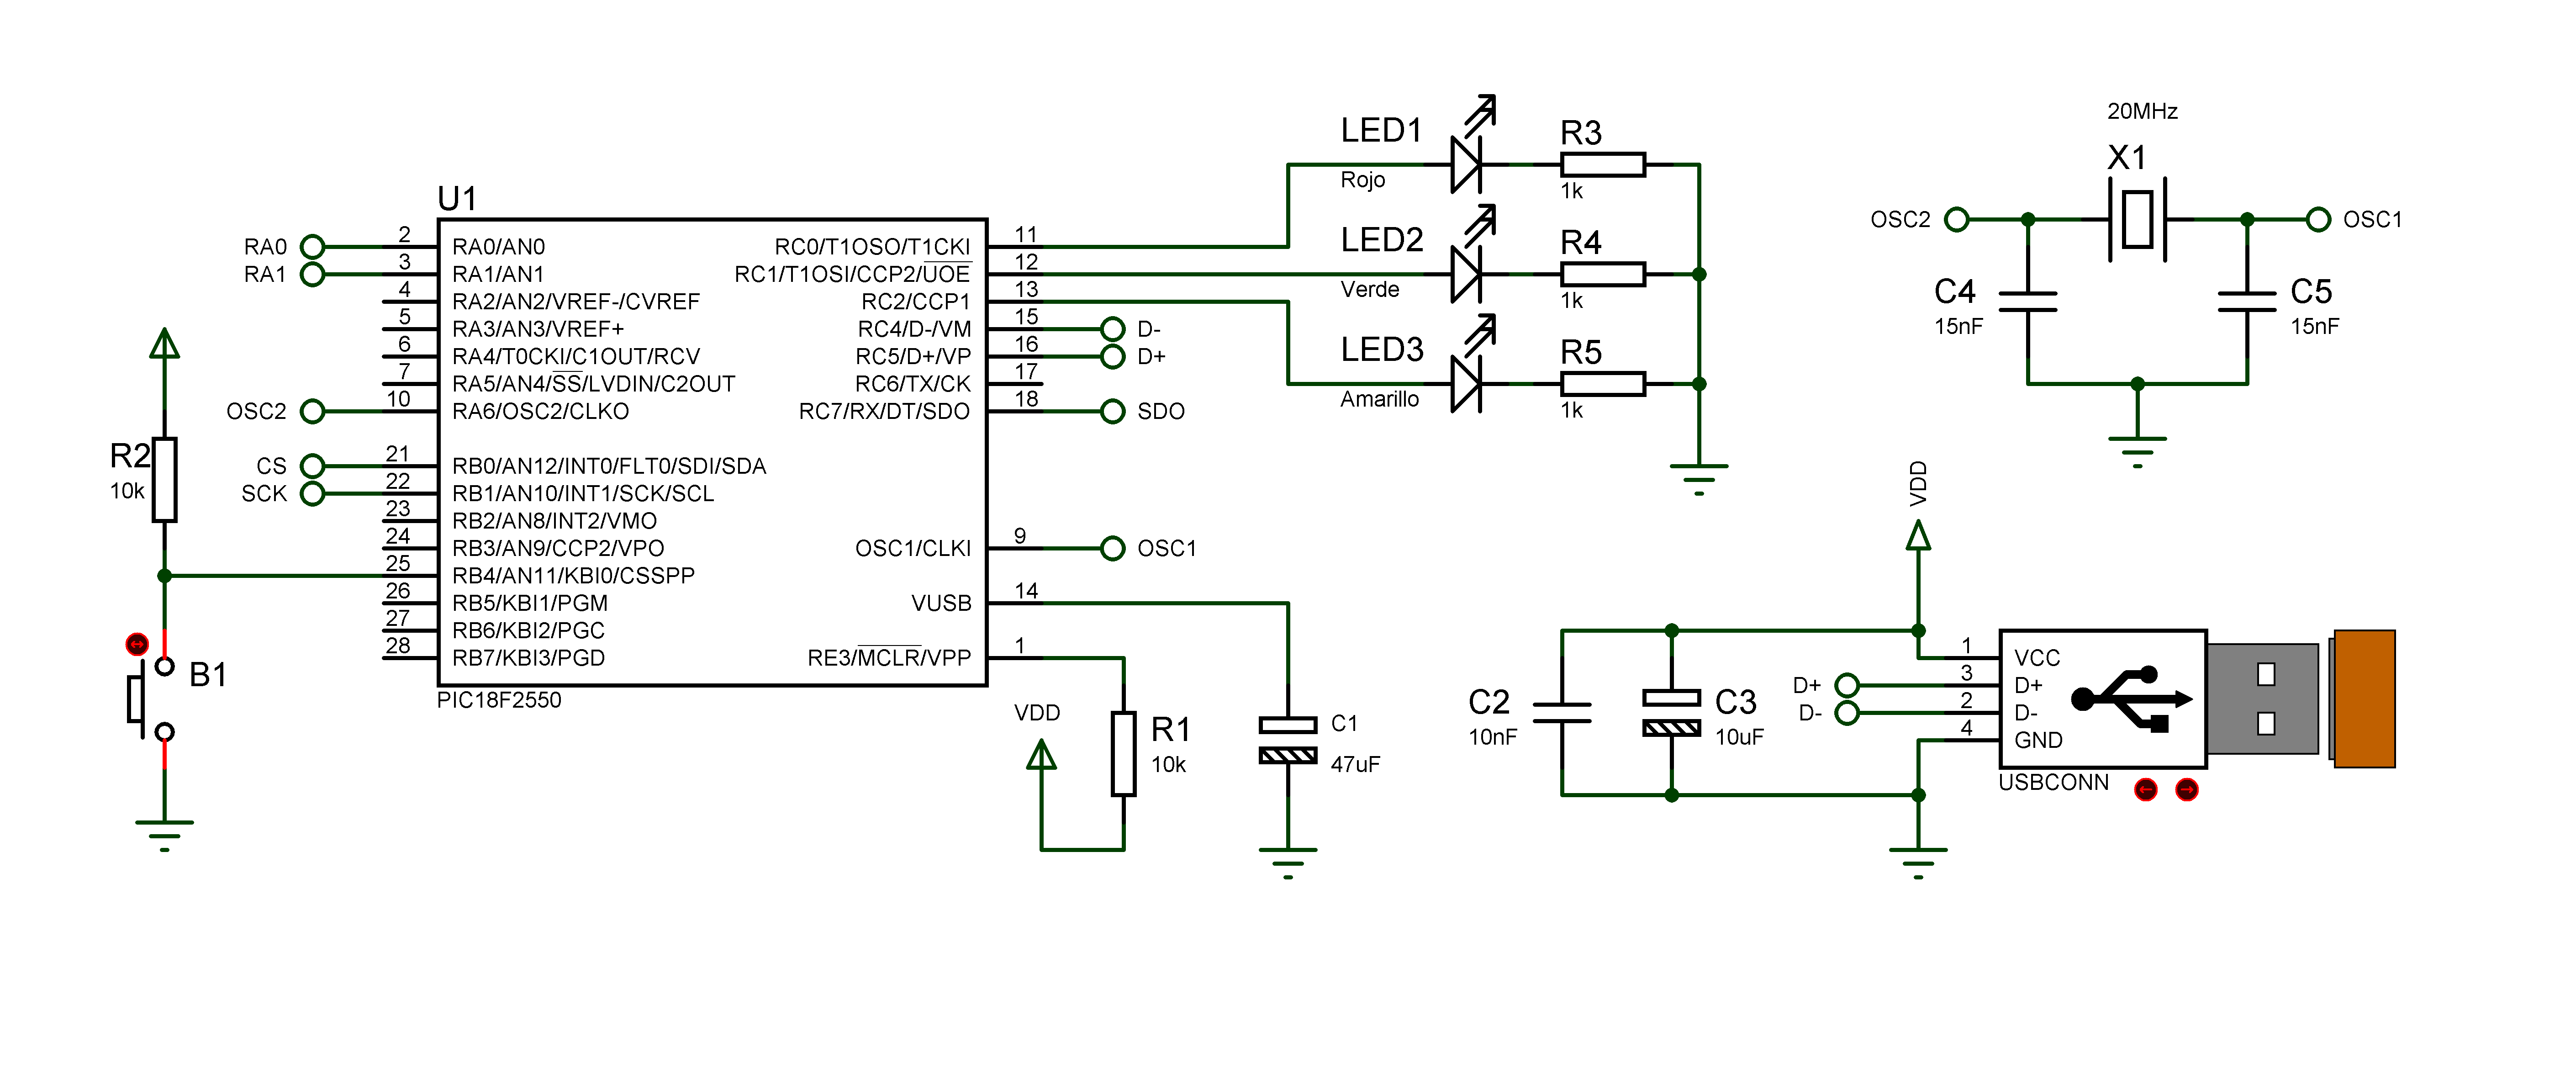 U1
RA0
2
RA0/AN0
RA1
3
RA1/AN1
4
RA2/AN2/VREF-/CVREF
5
RA3/AN3/VREF+
6
RA4/T0CKI/C1OUT/RCV
7
RA5/AN4/SS/LVDIN/C2OUT
OSC2
10
RA6/OSC2/CLKO
CS
21
RB0/AN12/INT0/FLT0/SDI/SDA
SCK
22
RB1/AN10/INT1/SCK/SCL
23
RB2/AN8/INT2/VMO
24
RB3/AN9/CCP2/VPO
25
RB4/AN11/KBI0/CSSPP
26
RB5/KBI1/PGM
27
RB6/KBI2/PGC
28
RB7/KBI3/PGD
PIC18F2550
RC0/T1OSO/T1CKI
11
RC1/T1OSI/CCP2/UOE
12
RC2/CCP1
13
RC4/D-/VM
15
D-
RC5/D+/VP
16
D+
RC6/TX/CK
17
RC7/RX/DT/SDO
18
SDO
OSC1/CLKI
9
OSC1
VUSB
14
RE3/MCLR/VPP
1
R2
10k
B1
VDD
R1
10k
C1
47uF
LED1
Rojo
R3
1k
LED2
Verde
R4
1k
LED3
Amarillo
R5
1k
20MHz
X1
OSC2
OSC1
C4
15nF
C5
15nF
VDD
C2
10nF
C3
10uF
1
VCC
D+
3
D+
D-
2
D-
4
GND
USBCONN